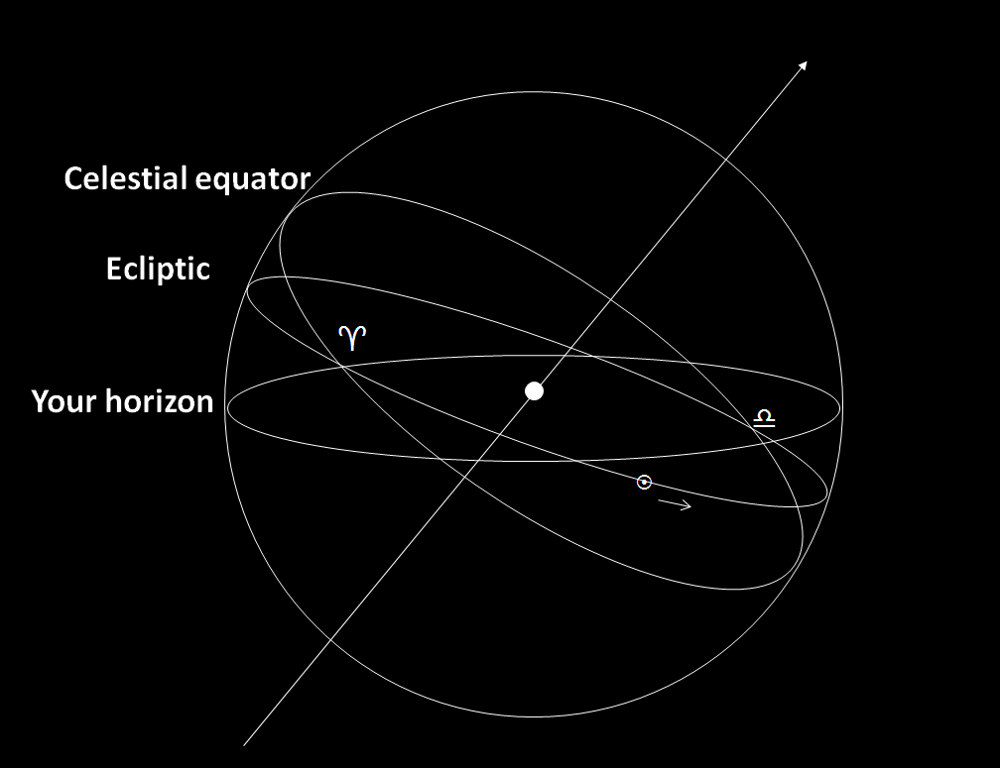 Celestial equator
Ecliptic
♈
Your horizon
♎
☉